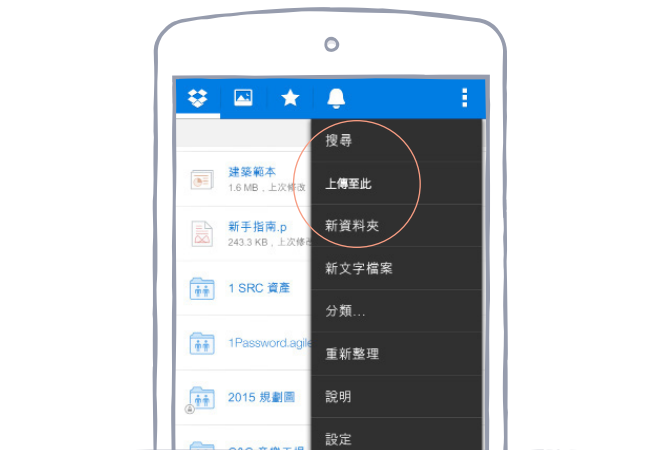 搜尋
建築範本
1.6 MB，上次修改
上傳至此
新手指南.p
243.3 KB，上次修改
新資料夾
新文字檔案
1 SRC 資產
分類...
1Password.agile
重新整理
2015 規劃圖
說明
設定